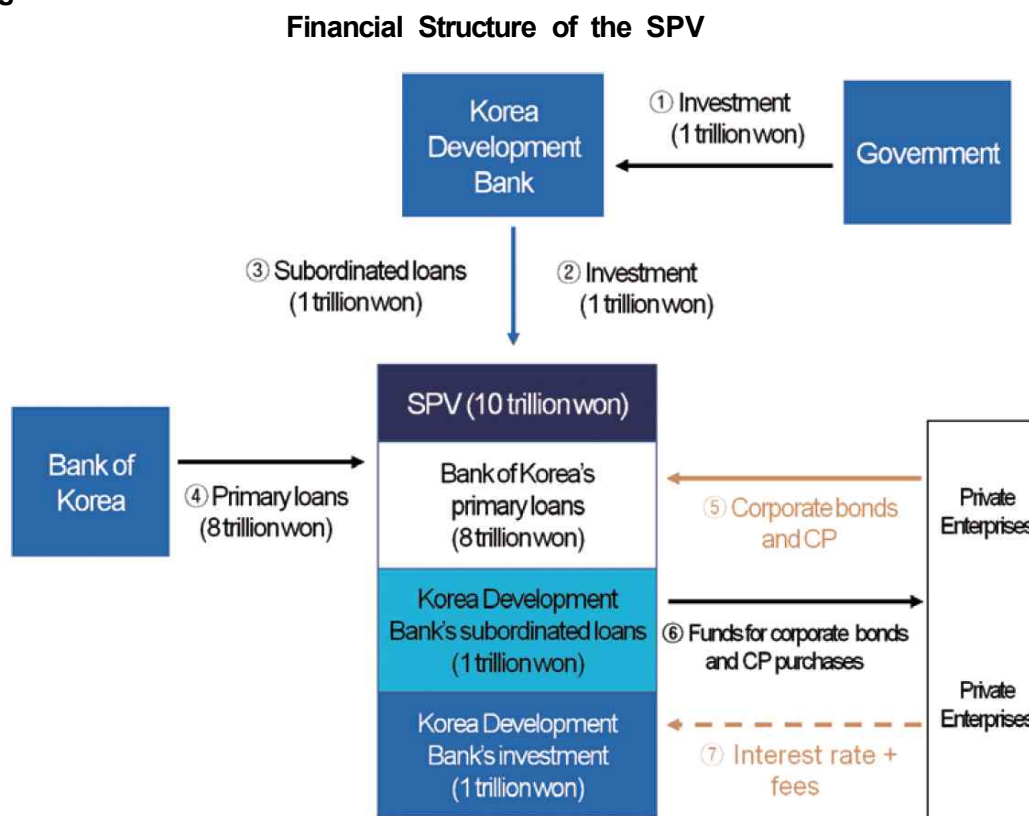 Financial Structure of the SPV
Korea
Development
Bank
① Investment
(1 trillion won)
Government
③ Subordinated loans
(1 trillion won)
② Investment
(1 trillion won)
SPV (10 trillion won)
Bank of
Korea
④ Primary loans
(8 trillion won)
Bank of Korea's
primary loans
(8 trillion won)
⑤ Corporate bonds
and CP
Private
Enterprises
Korea Development
Bank's subordinated loans
(1 trillion won)
⑥ Funds for corporate bonds
and CP purchases
Korea Development
Bank's investment
(1 trillion won)
⑦ Interest rate +
fees
Private
Enterprises